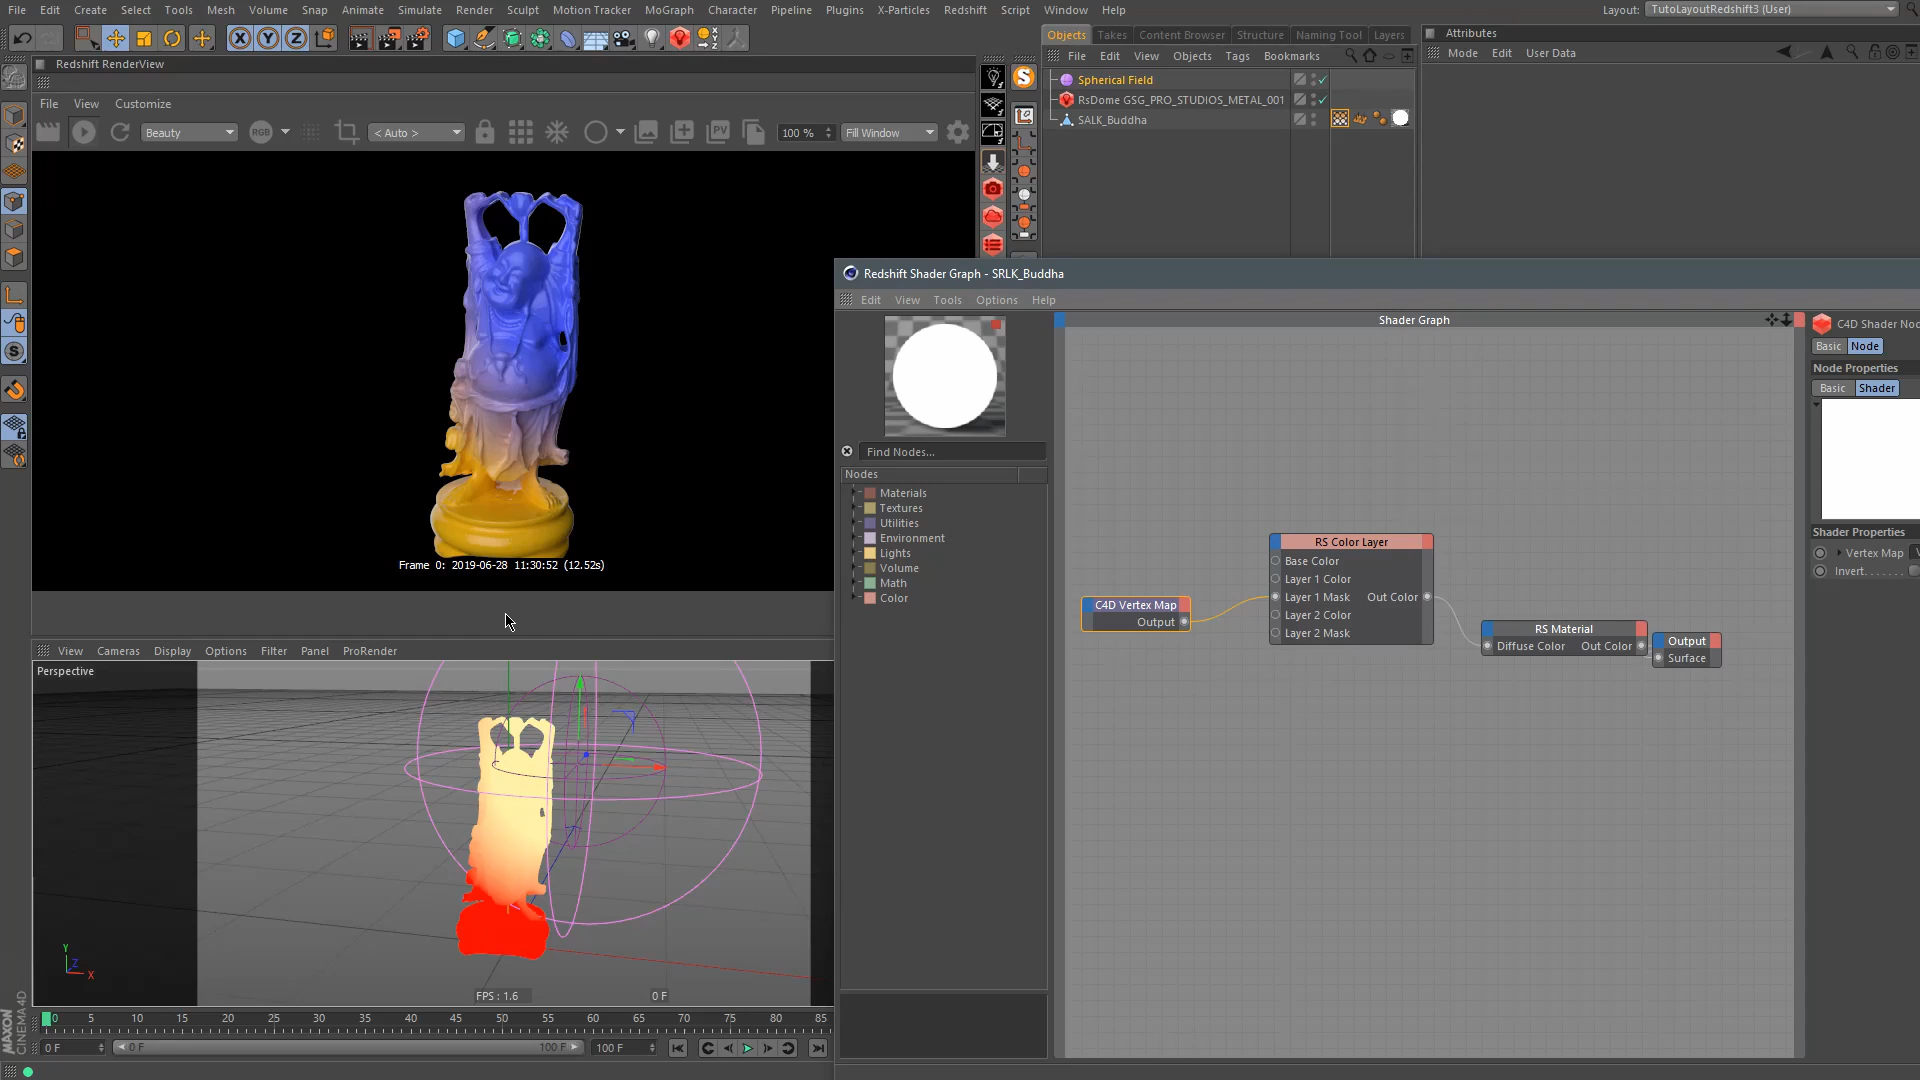 File Edit Create Select Tools Mesh Volume Snap Animate Simulate Render Sculpt Motion Tracker MoGraph Character Pipeline Plugins X-Particles Redshift Script Window Help Layout: TutoLayoutRedshift3 (User)
X Y Z
Redshift RenderView
File View Customize
Beauty RGB < Auto > PV 100 % Fill Window
Frame 0: 2019-06-28 11:30:52 (12.52s)
Objects Takes Content Browser Structure Naming Tool Layers
File Edit View Objects Tags Bookmarks
Spherical Field
RsDome GSG_PRO_STUDIOS_METAL_001
SALK_Buddha
Attributes
Mode Edit User Data
Redshift Shader Graph - SRLK_Buddha
Edit View Tools Options Help
Find Nodes...
Nodes
Materials
Textures
Utilities
Environment
Lights
Volume
Math
Color
Shader Graph
C4D Vertex Map
Output
RS Color Layer
Base Color
Layer 1 Color
Layer 1 Mask Out Color
Layer 2 Color
Layer 2 Mask
RS Material
Diffuse Color Out Color
Output
Surface
C4D Shader Noc
Basic Node
Node Properties
Basic Shader
Shader Properties
Vertex Map V
Invert
View Cameras Display Options Filter Panel ProRender
Perspective
Y
Z
X
FPS : 1.6 0 F
0 5 10 15 20 25 30 35 40 45 50 55 60 65 70 75 80 85
0 F 0 F 100 F 100 F
MAXON
CINEMA4D